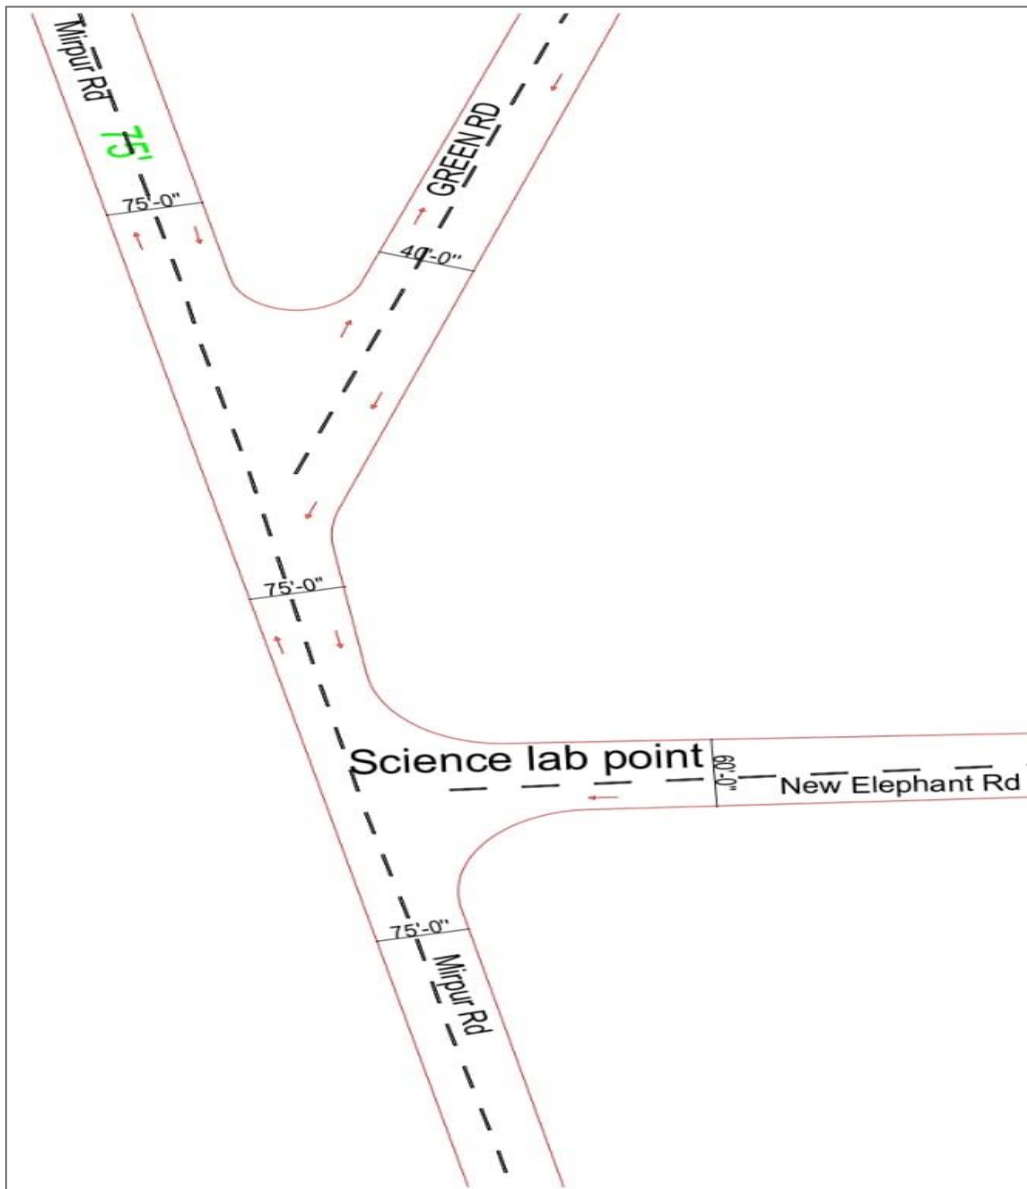 Mirpur Rd
75'
75'-0"
GREEN RD
40'-0"
75'-0"
Science lab point
60'-0"
New Elephant Rd
75'-0"
Mirpur Rd